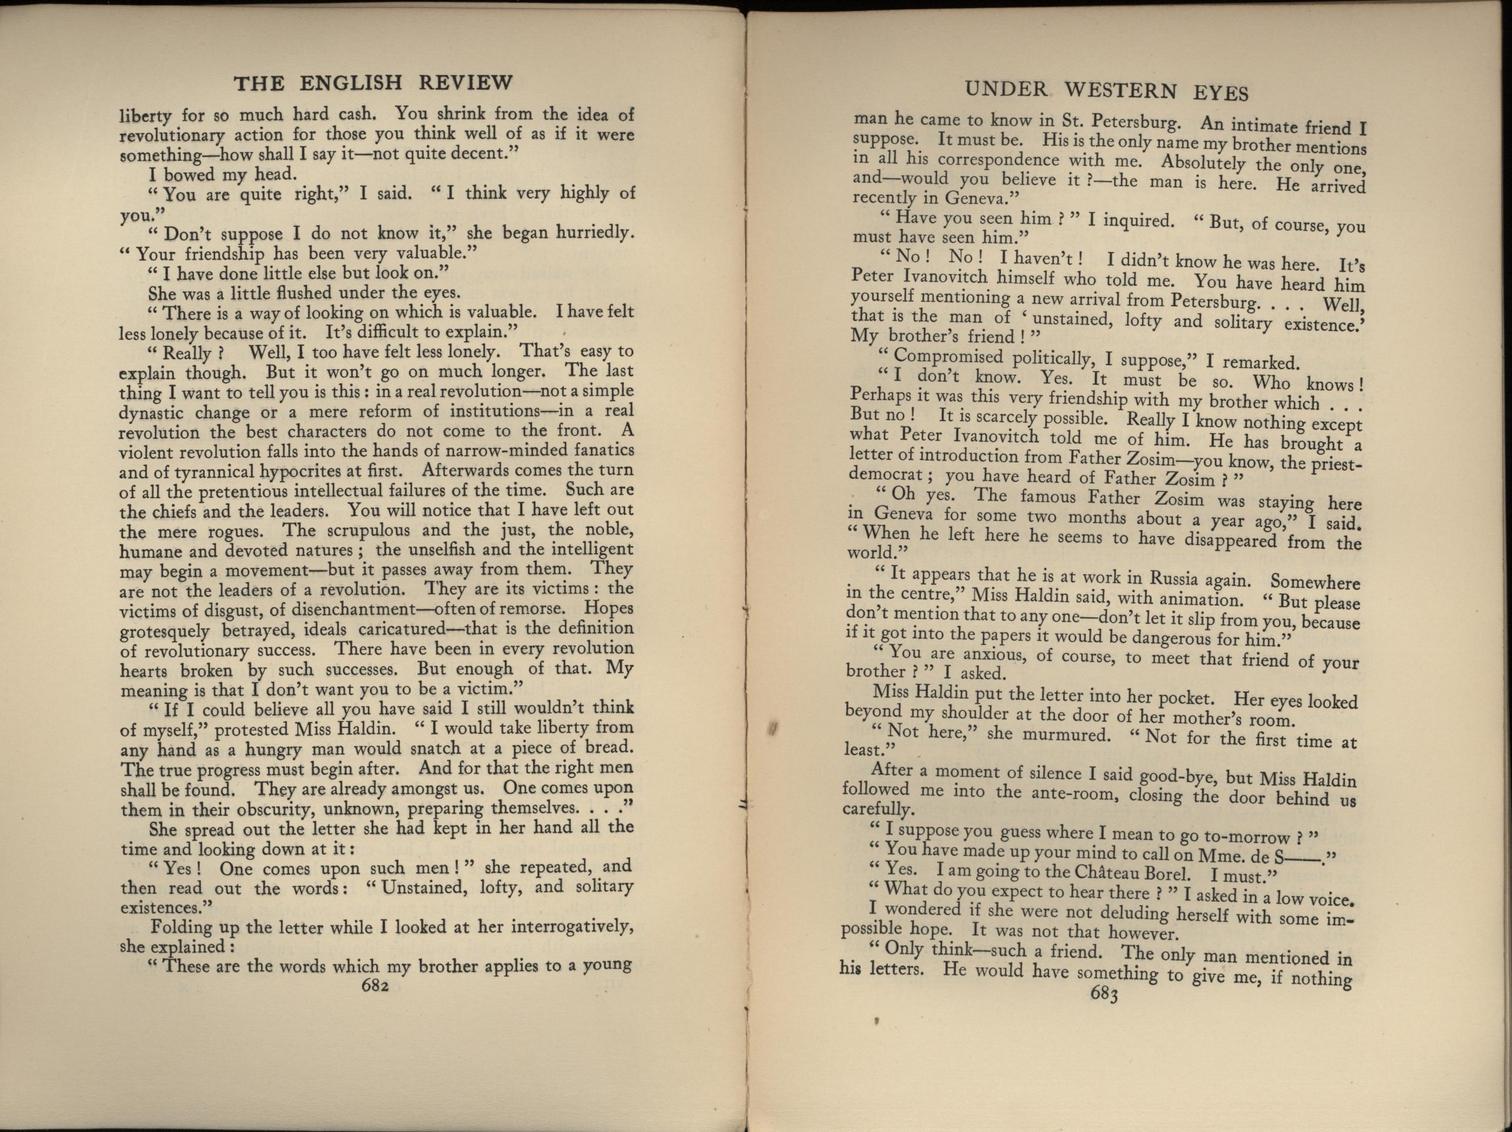 THE ENGLISH REVIEW
liberty for so much hard cash. You shrink from the idea of
revolutionary action for those you think well of as if it were
something—how shall I say it—not quite decent.”
I bowed my head.
“ You are quite right,” I said. “ I think very highly of
you.”
“ Don’t suppose I do not know it,” she began hurriedly.
“ Your friendship has been very valuable.”
“ I have done little else but look on.”
She was a little flushed under the eyes.
“ There is a way of looking on which is valuable. I have felt
less lonely because of it. It’s difficult to explain.”
“ Really ? Well, I too have felt less lonely. That’s easy to
explain though. But it won’t go on much longer. The last
thing I want to tell you is this : in a real revolution—not a simple
dynastic change or a mere reform of institutions—in a real
revolution the best characters do not come to the front. A
violent revolution falls into the hands of narrow-minded fanatics
and of tyrannical hypocrites at first. Afterwards comes the turn
of all the pretentious intellectual failures of the time. Such are
the chiefs and the leaders. You will notice that I have left out
the mere rogues. The scrupulous and the just, the noble,
humane and devoted natures ; the unselfish and the intelligent
may begin a movement—but it passes away from them. They
are not the leaders of a revolution. They are its victims : the
victims of disgust, of disenchantment—often of remorse. Hopes
grotesquely betrayed, ideals caricatured—that is the definition
of revolutionary success. There have been in every revolution
hearts broken by such successes. But enough of that. My
meaning is that I don’t want you to be a victim.”
“ If I could believe all you have said I still wouldn’t think
of myself,” protested Miss Haldin. “ I would take liberty from
any hand as a hungry man would snatch at a piece of bread.
The true progress must begin after. And for that the right men
shall be found. They are already amongst us. One comes upon
them in their obscurity, unknown, preparing themselves. . . .”
She spread out the letter she had kept in her hand all the
time and looking down at it :
“ Yes ! One comes upon such men ! ” she repeated, and
then read out the words : “ Unstained, lofty, and solitary
existences.”
Folding up the letter while I looked at her interrogatively,
she explained :
“ These are the words which my brother applies to a young
682
UNDER WESTERN EYES
man he came to know in St. Petersburg. An intimate friend I
suppose. It must be. His is the only name my brother mentions
in all his correspondence with me. Absolutely the only one,
and—would you believe it ?—the man is here. He arrived
recently in Geneva.”
“ Have you seen him ? ” I inquired. “ But, of course, you
must have seen him.”
“ No ! No ! I haven’t ! I didn’t know he was here. It’s
Peter Ivanovitch himself who told me. You have heard him
yourself mentioning a new arrival from Petersburg. . . . Well,
that is the man of ‘ unstained, lofty and solitary existence.’
My brother’s friend ! ”
“ Compromised politically, I suppose,” I remarked.
“ I don’t know. Yes. It must be so. Who knows !
Perhaps it was this very friendship with my brother which . . .
But no ! It is scarcely possible. Really I know nothing except
what Peter Ivanovitch told me of him. He has brought a
letter of introduction from Father Zosim—you know, the priest-
democrat ; you have heard of Father Zosim ? ”
“ Oh yes. The famous Father Zosim was staying here
in Geneva for some two months about a year ago,” I said.
“ When he left here he seems to have disappeared from the
world.”
“ It appears that he is at work in Russia again. Somewhere
in the centre,” Miss Haldin said, with animation. “ But please
don’t mention that to any one—don’t let it slip from you, because
if it got into the papers it would be dangerous for him.”
“ You are anxious, of course, to meet that friend of your
brother ? ” I asked.
Miss Haldin put the letter into her pocket. Her eyes looked
beyond my shoulder at the door of her mother’s room.
“ Not here,” she murmured. “ Not for the first time at
least.”
After a moment of silence I said good-bye, but Miss Haldin
followed me into the ante-room, closing the door behind us
carefully.
“ I suppose you guess where I mean to go to-morrow ? ”
“ You have made up your mind to call on Mme. de S——.”
“ Yes. I am going to the Château Borel. I must.”
“ What do you expect to hear there ? ” I asked in a low voice.
I wondered if she were not deluding herself with some im-
possible hope. It was not that however.
“ Only think—such a friend. The only man mentioned in
his letters. He would have something to give me, if nothing
683